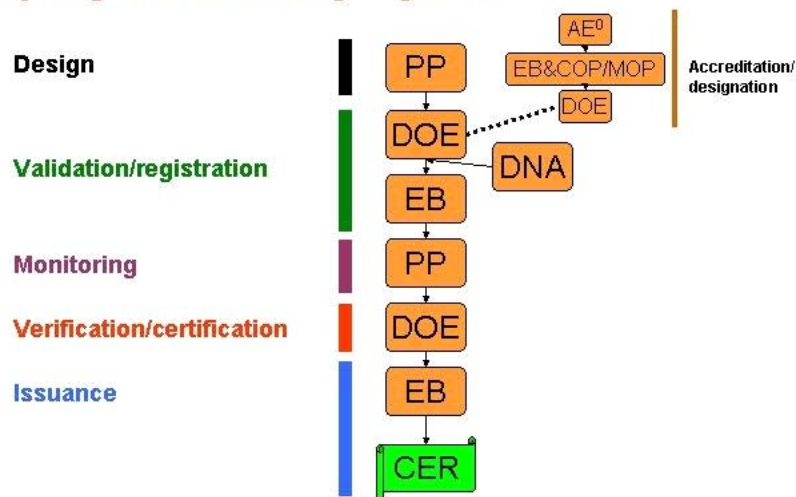 Design
PP
AE⁰
EB&COP/MOP
DOE
Accreditation/
designation
Validation/registration
DOE
DNA
EB
Monitoring
PP
Verification/certification
DOE
Issuance
EB
CER